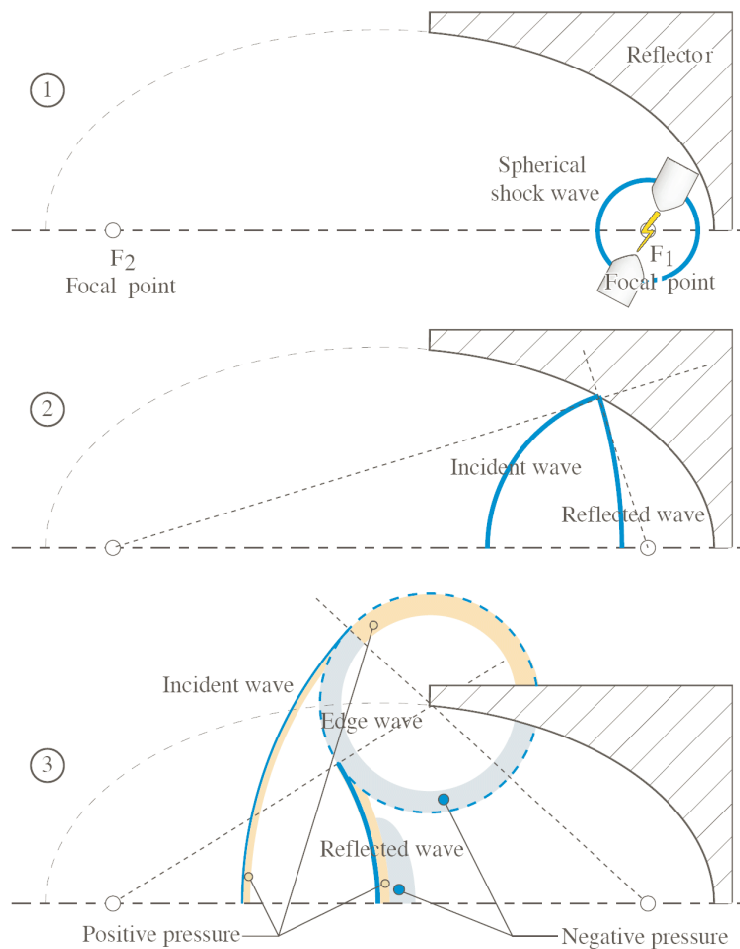 Reflector
1
Spherical
shock wave
F2
Focal point
F1
Focal point
2
Incident wave
Reflected wave
Incident wave
Edge wave
3
Reflected wave
Positive pressure
Negative pressure